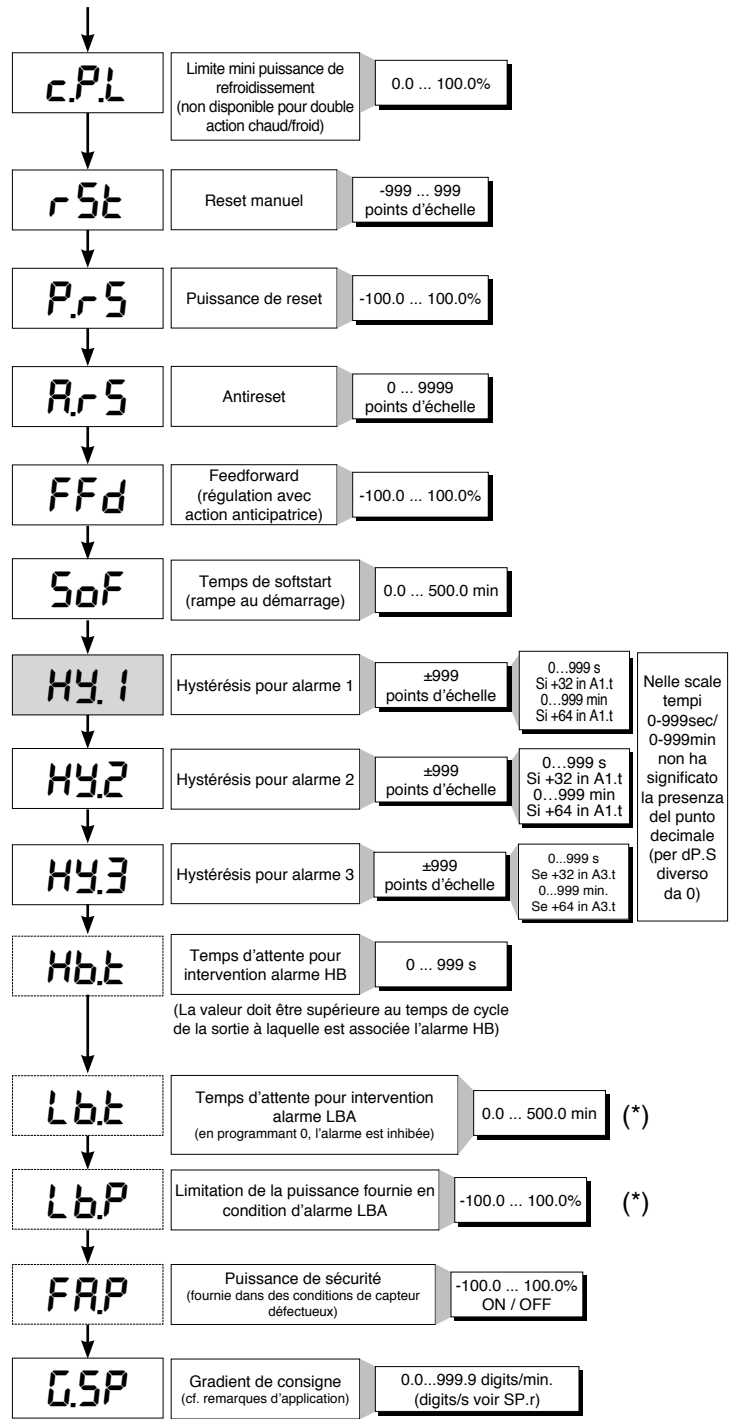 c.P.L
Limite mini puissance de
refroidissement
(non disponible pour double
action chaud/froid)
0.0 ... 100.0%
rSt
Reset manuel
-999 ... 999
points d'échelle
P.rS
Puissance de reset
-100.0 ... 100.0%
A.rS
Antireset
0 ... 9999
points d'échelle
FFd
Feedforward
(régulation avec
action anticipatrice)
-100.0 ... 100.0%
SoF
Temps de softstart
(rampe au démarrage)
0.0 ... 500.0 min
HY.1
Hystérésis pour alarme 1
±999
points d'échelle
0…999 s
Si +32 in A1.t
0…999 min
Si +64 in A1.t
HY.2
Hystérésis pour alarme 2
±999
points d'échelle
0…999 s
Si +32 in A1.t
0…999 min
Si +64 in A1.t
HY.3
Hystérésis pour alarme 3
±999
points d'échelle
0...999 s
Se +32 in A3.t
0...999 min.
Se +64 in A3.t
Nelle scale
tempi
0-999sec/
0-999min
non ha
significato
la presenza
del punto
decimale
(per dP.S
diverso
da 0)
Hb.t
Temps d'attente pour
intervention alarme HB
0 ... 999 s
(La valeur doit être supérieure au temps de cycle
de la sortie à laquelle est associée l'alarme HB)
Lb.t
Temps d'attente pour intervention
alarme LBA
(en programmant 0, l'alarme est inhibée)
0.0 ... 500.0 min
(*)
Lb.P
Limitation de la puissance fournie en
condition d'alarme LBA
-100.0 ... 100.0%
(*)
FA.P
Puissance de sécurité
(fournie dans des conditions de capteur
défectueux)
-100.0 ... 100.0%
ON / OFF
G.SP
Gradient de consigne
(cf. remarques d'application)
0.0...999.9 digits/min.
(digits/s voir SP.r)